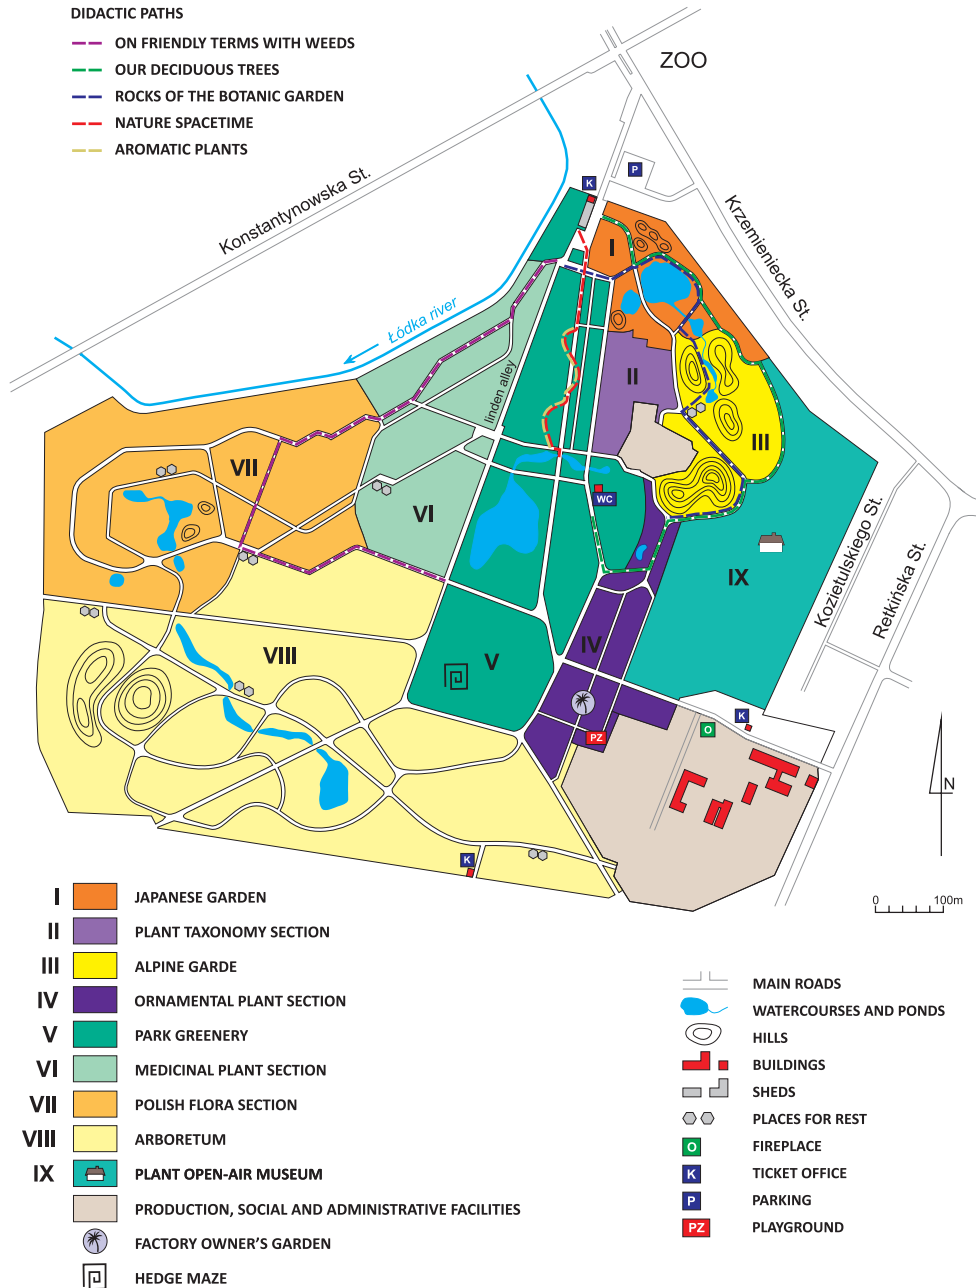 DIDACTIC PATHS
ON FRIENDLY TERMS WITH WEEDS
OUR DECIDUOUS TREES
ROCKS OF THE BOTANIC GARDEN
NATURE SPACETIME
AROMATIC PLANTS
ZOO
Konstantynowska St.
Krzemieniecka St.
P
K
Łódka river
linden alley
I
II
III
VII
VI
WC
IX
Kozietulskiego St.
Retkińska St.
VIII
V
IV
PZ
O
K
N
K
0 100m
I JAPANESE GARDEN
II PLANT TAXONOMY SECTION
III ALPINE GARDE
IV ORNAMENTAL PLANT SECTION
V PARK GREENERY
VI MEDICINAL PLANT SECTION
VII POLISH FLORA SECTION
VIII ARBORETUM
IX PLANT OPEN-AIR MUSEUM
PRODUCTION, SOCIAL AND ADMINISTRATIVE FACILITIES
FACTORY OWNER'S GARDEN
HEDGE MAZE
MAIN ROADS
WATERCOURSES AND PONDS
HILLS
BUILDINGS
SHEDS
PLACES FOR REST
O FIREPLACE
K TICKET OFFICE
P PARKING
PZ PLAYGROUND